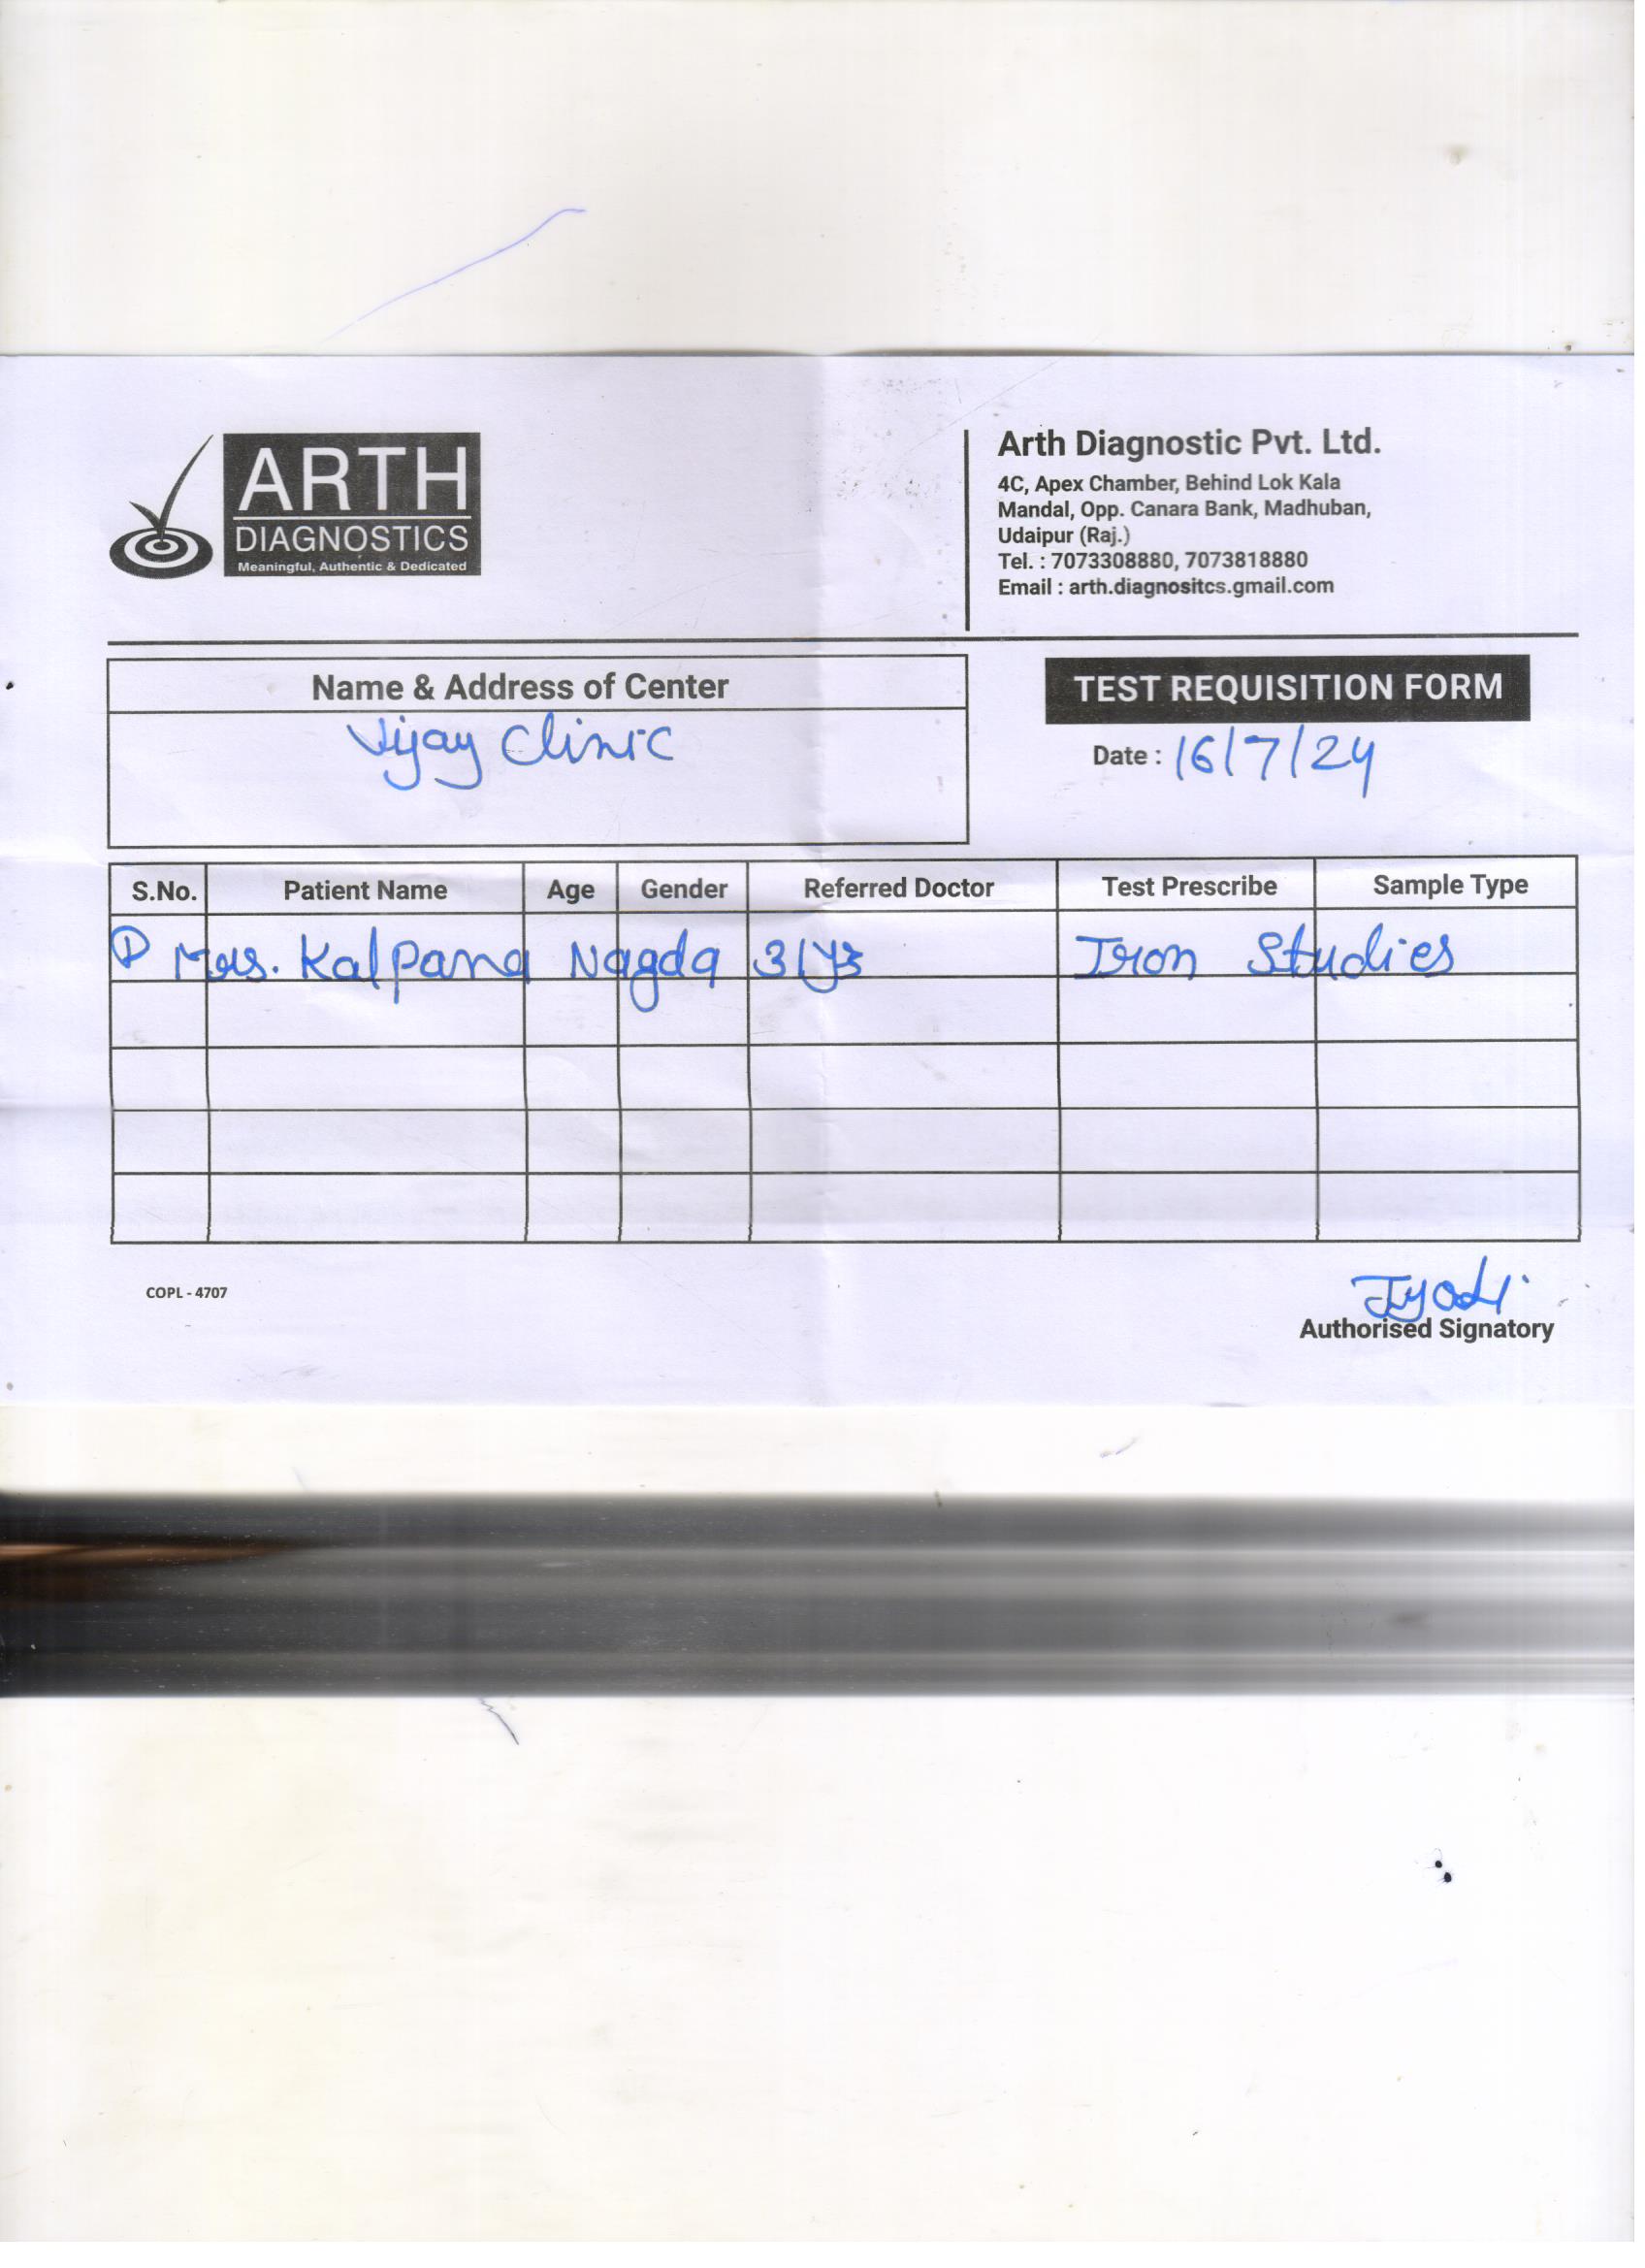 ARTH
DIAGNOSTICS
Meaningful, Authentic & Dedicated
Arth Diagnostic Pvt. Ltd.
4C, Apex Chamber, Behind Lok Kala
Mandal, Opp. Canara Bank, Madhuban,
Udaipur (Raj.)
Tel. : 7073308880, 7073818880
Email : arth.diagnositcs.gmail.com
Name & Address of Center
Vijay Clinic
TEST REQUISITION FORM
Date : 16/7/24
S.No. Patient Name Age Gender Referred Doctor Test Prescribe Sample Type
1) Mrs. Kalpana Nagda 31 Yrs Iron Studies
COPL - 4707
Jyoti
Authorised Signatory